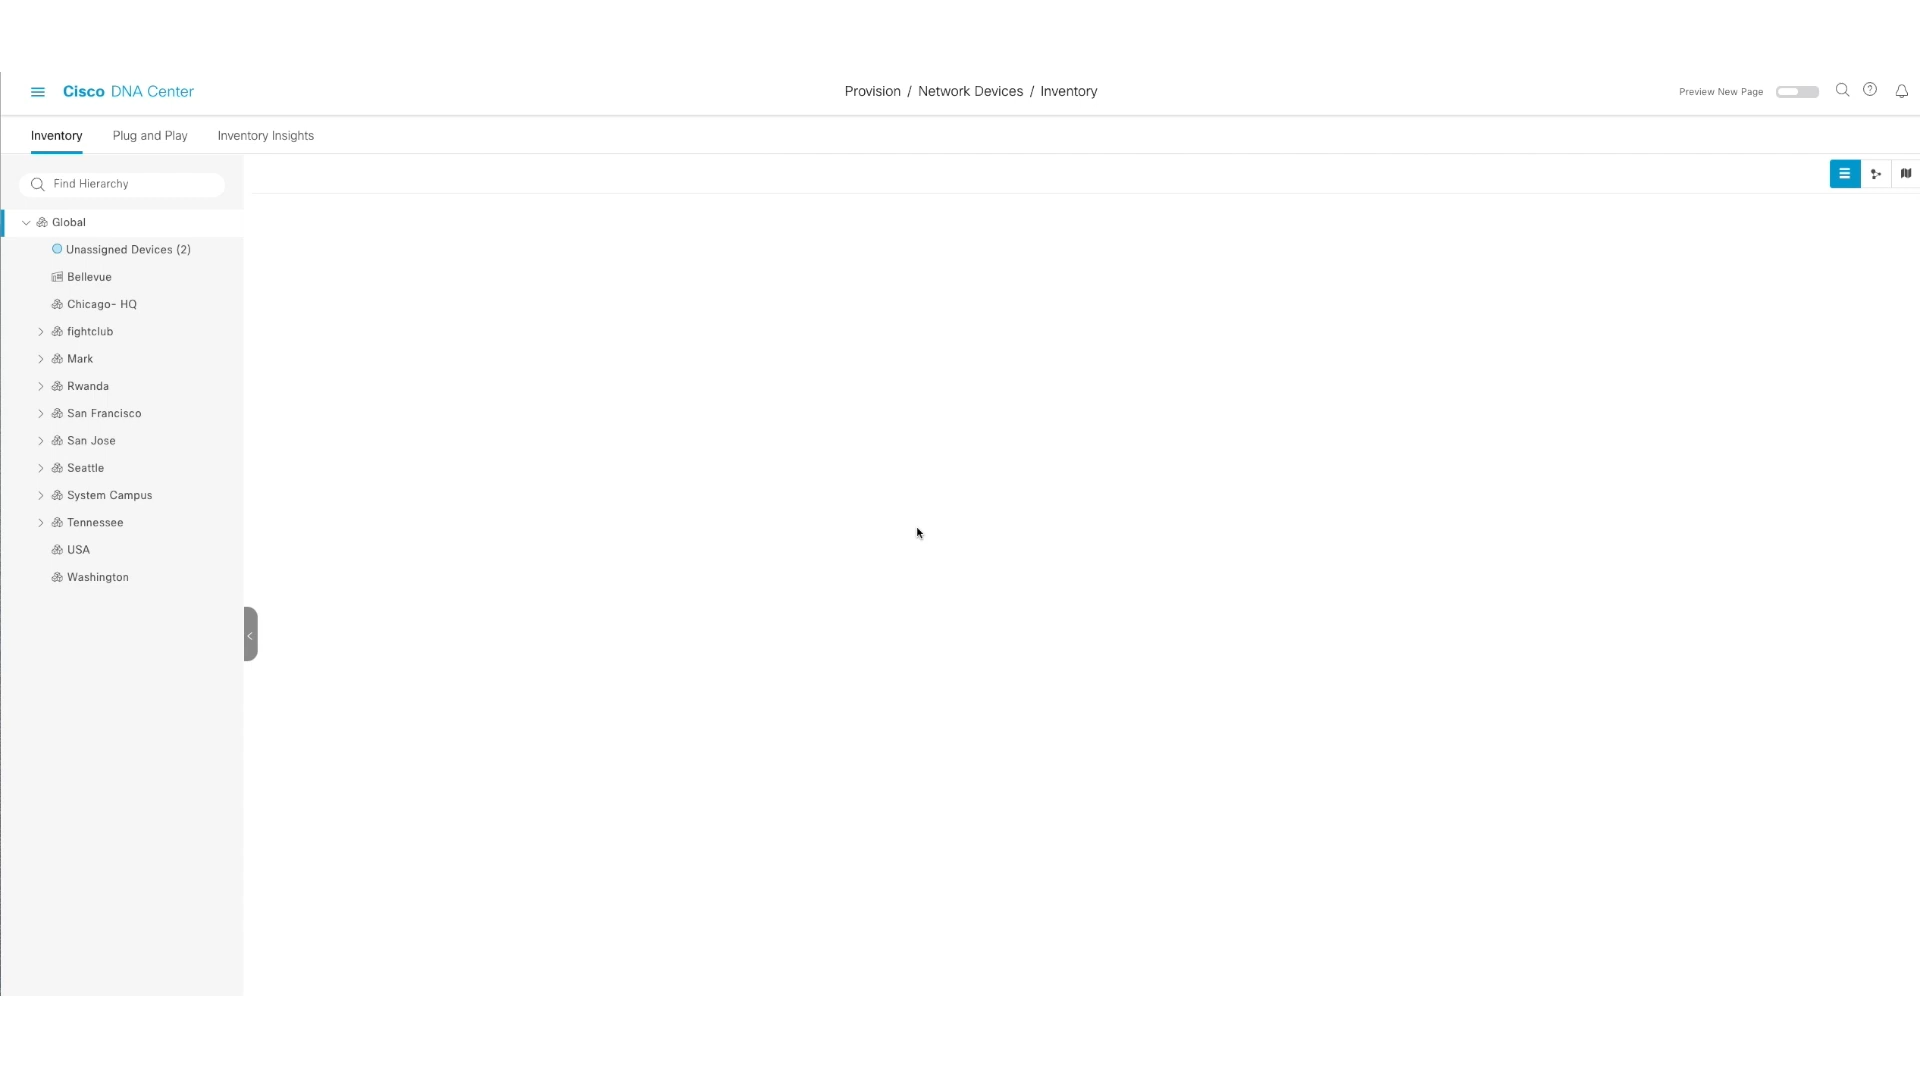 Cisco DNA Center
Provision / Network Devices / Inventory
Preview New Page
Inventory
Plug and Play
Inventory Insights
Find Hierarchy
Global
Unassigned Devices (2)
Bellevue
Chicago- HQ
fightclub
Mark
Rwanda
San Francisco
San Jose
Seattle
System Campus
Tennessee
USA
Washington